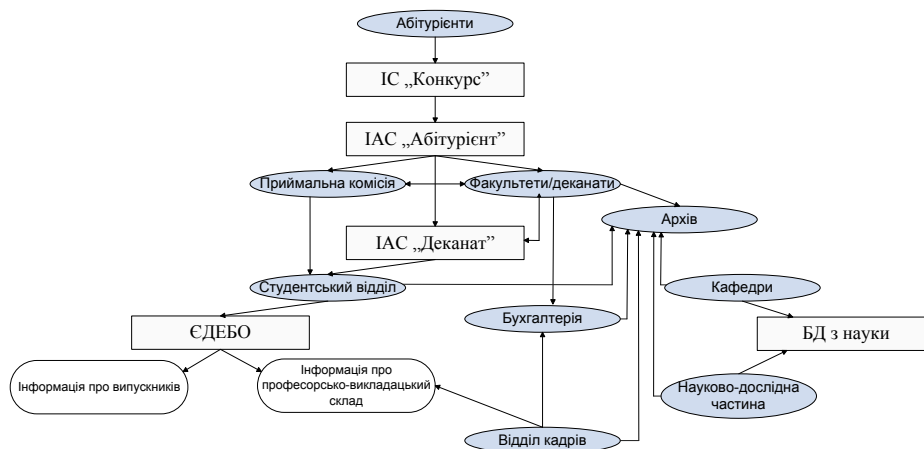 Абітурієнти
ІС „Конкурс”
ІАС „Абітурієнт”
Приймальна комісія
Факультети/деканати
Архів
ІАС „Деканат”
Студентський відділ
Кафедри
ЄДЕБО
Бухгалтерія
БД з науки
Інформація про випускників
Інформація про
професорсько-викладацький
склад
Науково-дослідна
частина
Відділ кадрів